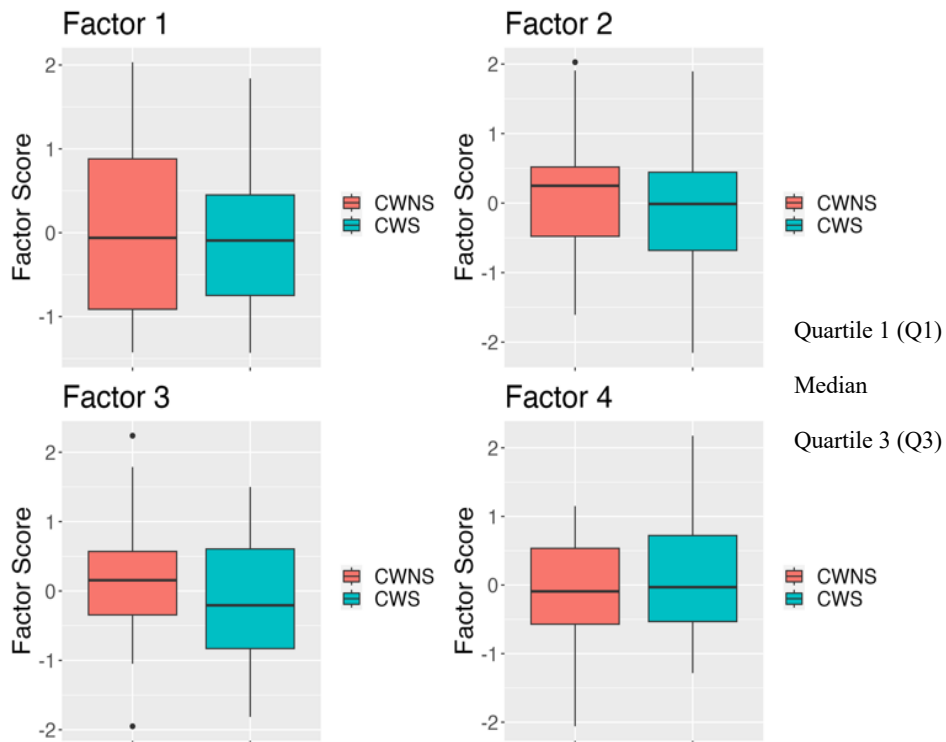 Factor 1
Factor Score
2
1
0
-1
CWNS
CWS
Factor 2
Factor Score
2
1
0
-1
-2
CWNS
CWS
Quartile 1 (Q1)
Median
Quartile 3 (Q3)
Factor 3
Factor Score
2
1
0
-1
-2
CWNS
CWS
Factor 4
Factor Score
2
1
0
-1
-2
CWNS
CWS